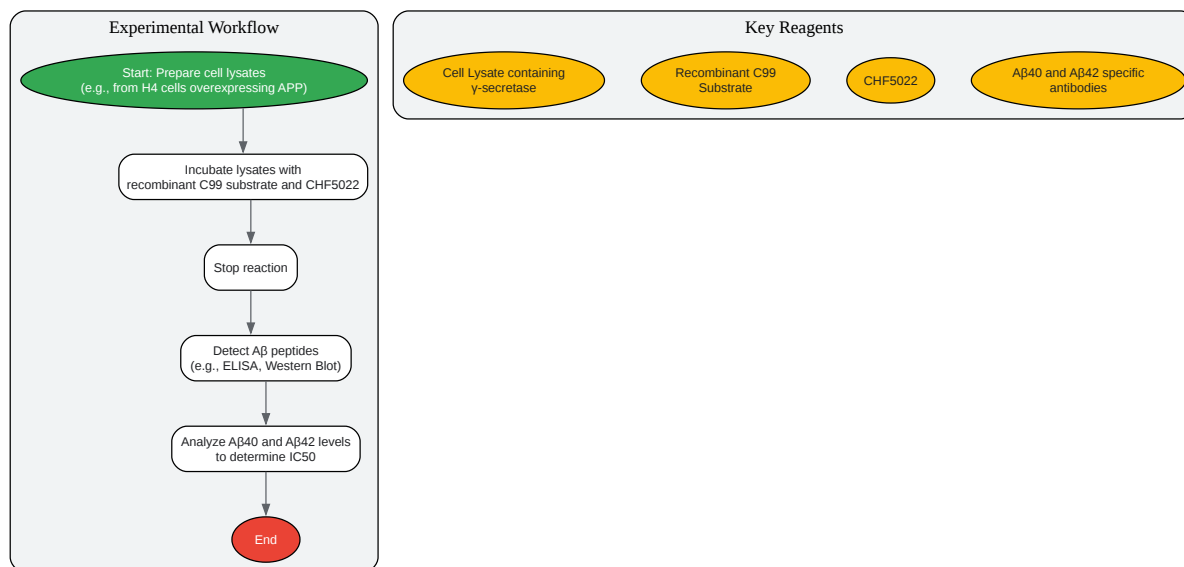 Experimental Workflow
Start: Prepare cell lysates
(e.g., from H4 cells overexpressing APP)
Incubate lysates with
recombinant C99 substrate and CHF5022
Stop reaction
Detect Aβ peptides
(e.g., ELISA, Western Blot)
Analyze Aβ40 and Aβ42 levels
to determine IC50
End
Key Reagents
Cell Lysate containing
γ-secretase
Recombinant C99
Substrate
CHF5022
Aβ40 and Aβ42 specific
antibodies